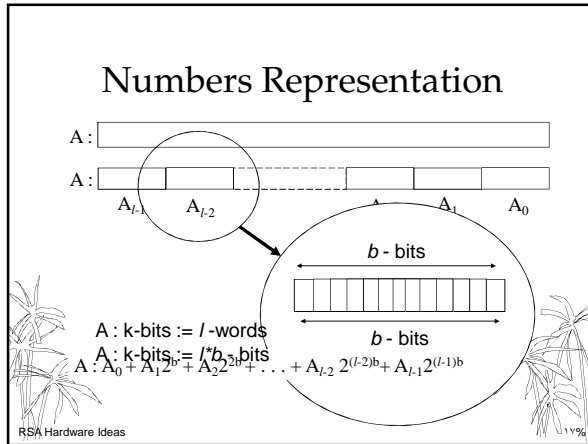 Numbers Representation
A :
A :
A_{l-1} A_{l-2} A_1 A_0
b - bits
b - bits
A : k-bits := l -words
A : k-bits := l*b - bits
A : A_0 + A_1 2^b + A_2 2^{2b} + . . . + A_{l-2} 2^{(l-2)b} + A_{l-1} 2^{(l-1)b}
RSA Hardware Ideas